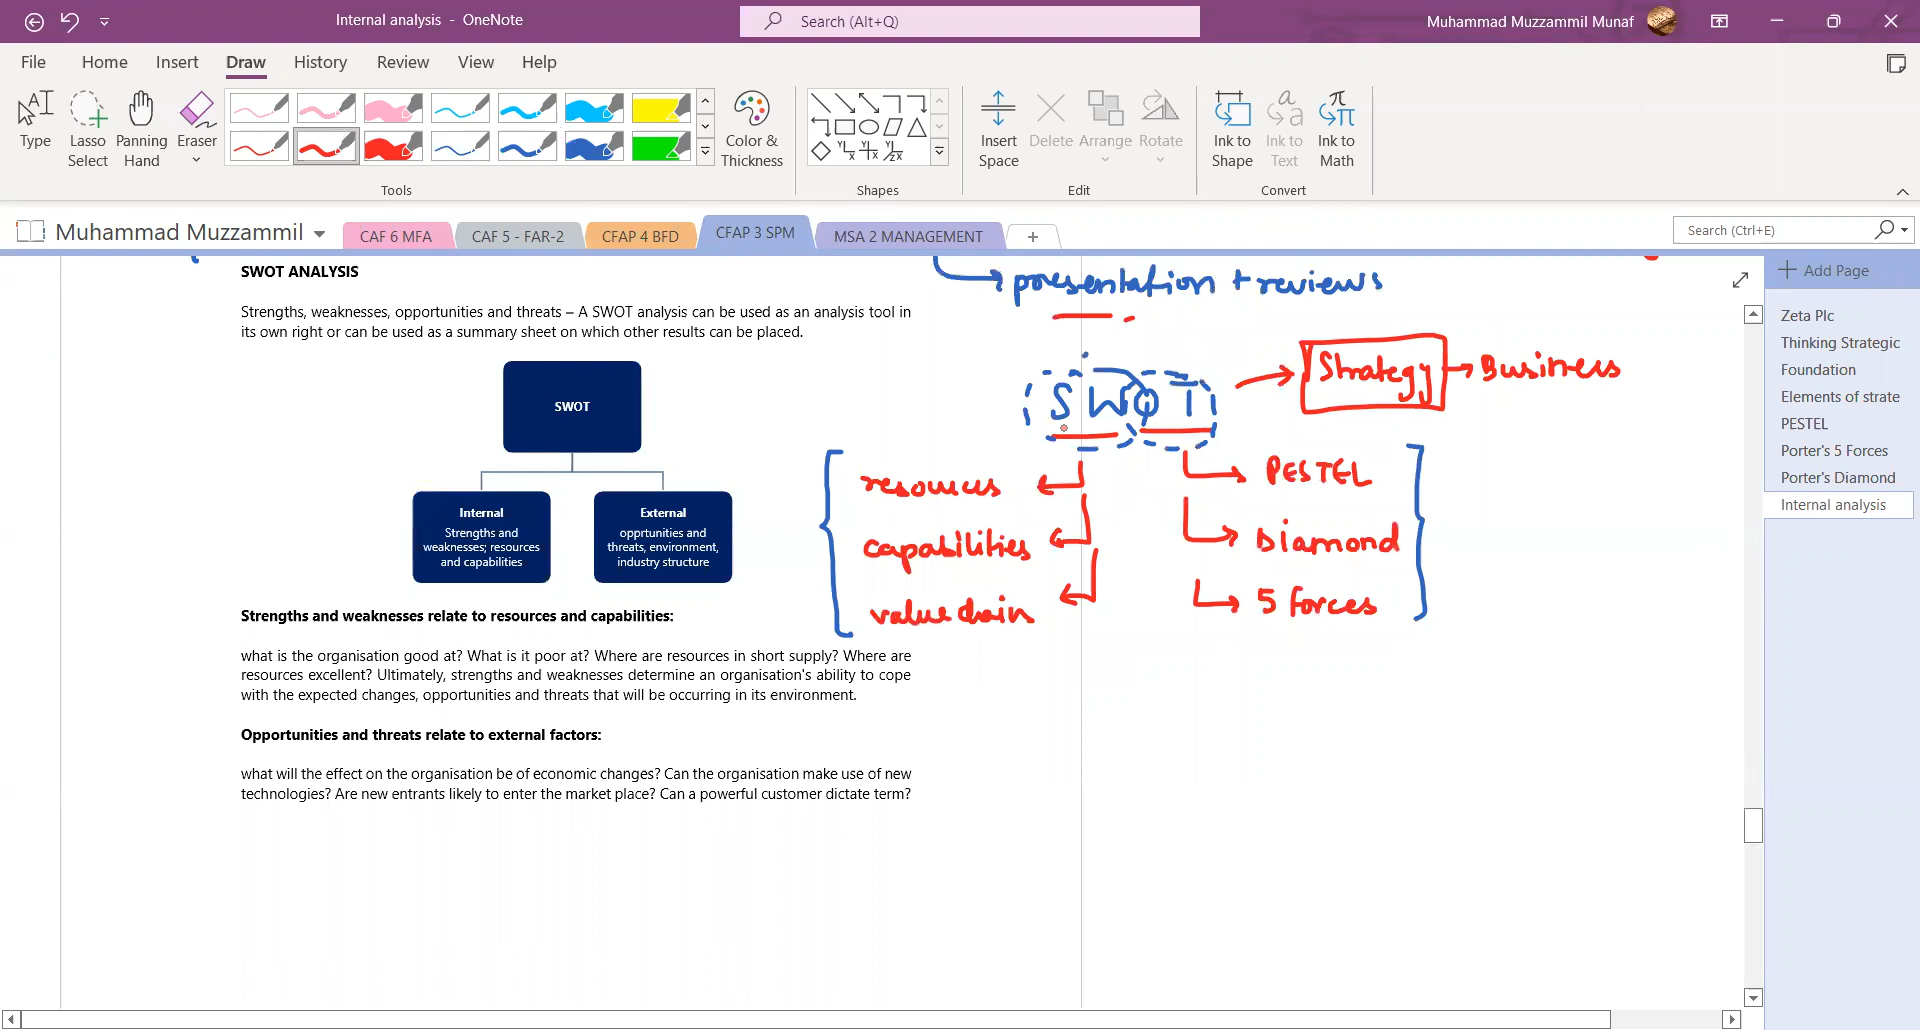 Internal analysis - OneNote
Search (Alt+Q)
Muhammad Muzzammil Munaf
File Home Insert Draw History Review View Help
Type
Lasso Select
Panning Hand
Eraser
Color & Thickness
Insert Space
Delete
Arrange
Rotate
Ink to Shape
Ink to Text
Ink to Math
Tools Shapes Edit Convert
Muhammad Muzzammil
CAF 6 MFA
CAF 5 - FAR-2
CFAP 4 BFD
CFAP 3 SPM
MSA 2 MANAGEMENT
Search (Ctrl+E)
Add Page
Zeta Plc
Thinking Strategic
Foundation
Elements of strate
PESTEL
Porter's 5 Forces
Porter's Diamond
Internal analysis
SWOT ANALYSIS
Strengths, weaknesses, opportunities and threats – A SWOT analysis can be used as an analysis tool in
its own right or can be used as a summary sheet on which other results can be placed.
SWOT
Internal
Strengths and
weaknesses; resources
and capabilities
External
opprtunities and
threats, environment,
industry structure
Strengths and weaknesses relate to resources and capabilities:
what is the organisation good at? What is it poor at? Where are resources in short supply? Where are
resources excellent? Ultimately, strengths and weaknesses determine an organisation's ability to cope
with the expected changes, opportunities and threats that will be occurring in its environment.
Opportunities and threats relate to external factors:
what will the effect on the organisation be of economic changes? Can the organisation make use of new
technologies? Are new entrants likely to enter the market place? Can a powerful customer dictate term?
presentation + reviews
SWOT
Strategy
Business
resources
capabilities
value chain
PESTEL
Diamond
5 forces